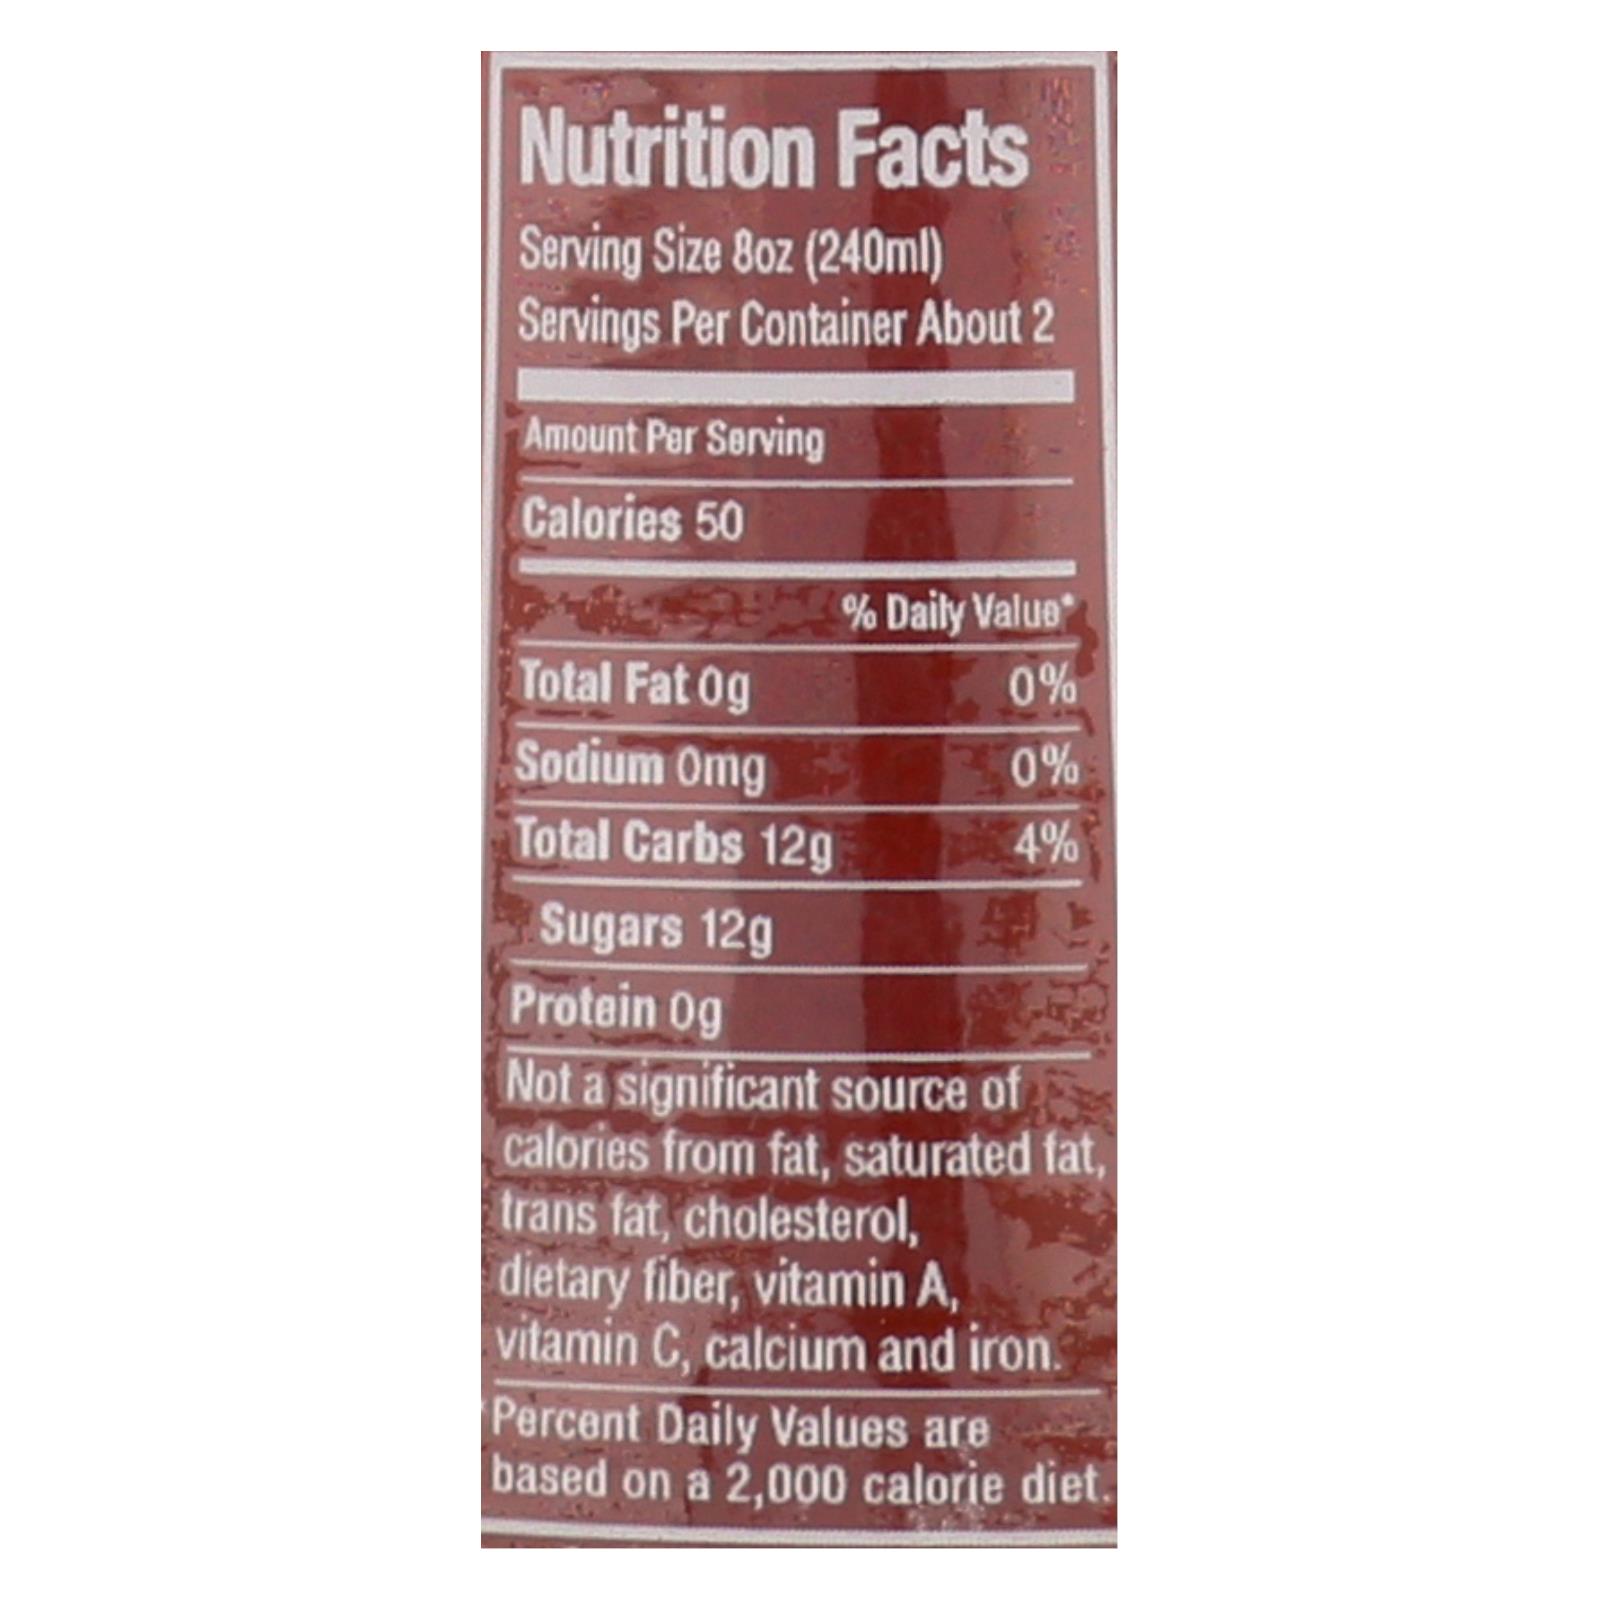 Nutrition Facts
Serving Size 8oz (240ml)
Servings Per Container About 2
Amount Per Serving
Calories 50
% Daily Value*
Total Fat 0g 0%
Sodium 0mg 0%
Total Carbs 12g 4%
Sugars 12g
Protein 0g
Not a significant source of
calories from fat, saturated fat,
trans fat, cholesterol,
dietary fiber, vitamin A,
vitamin C, calcium and iron.
*Percent Daily Values are
based on a 2,000 calorie diet.